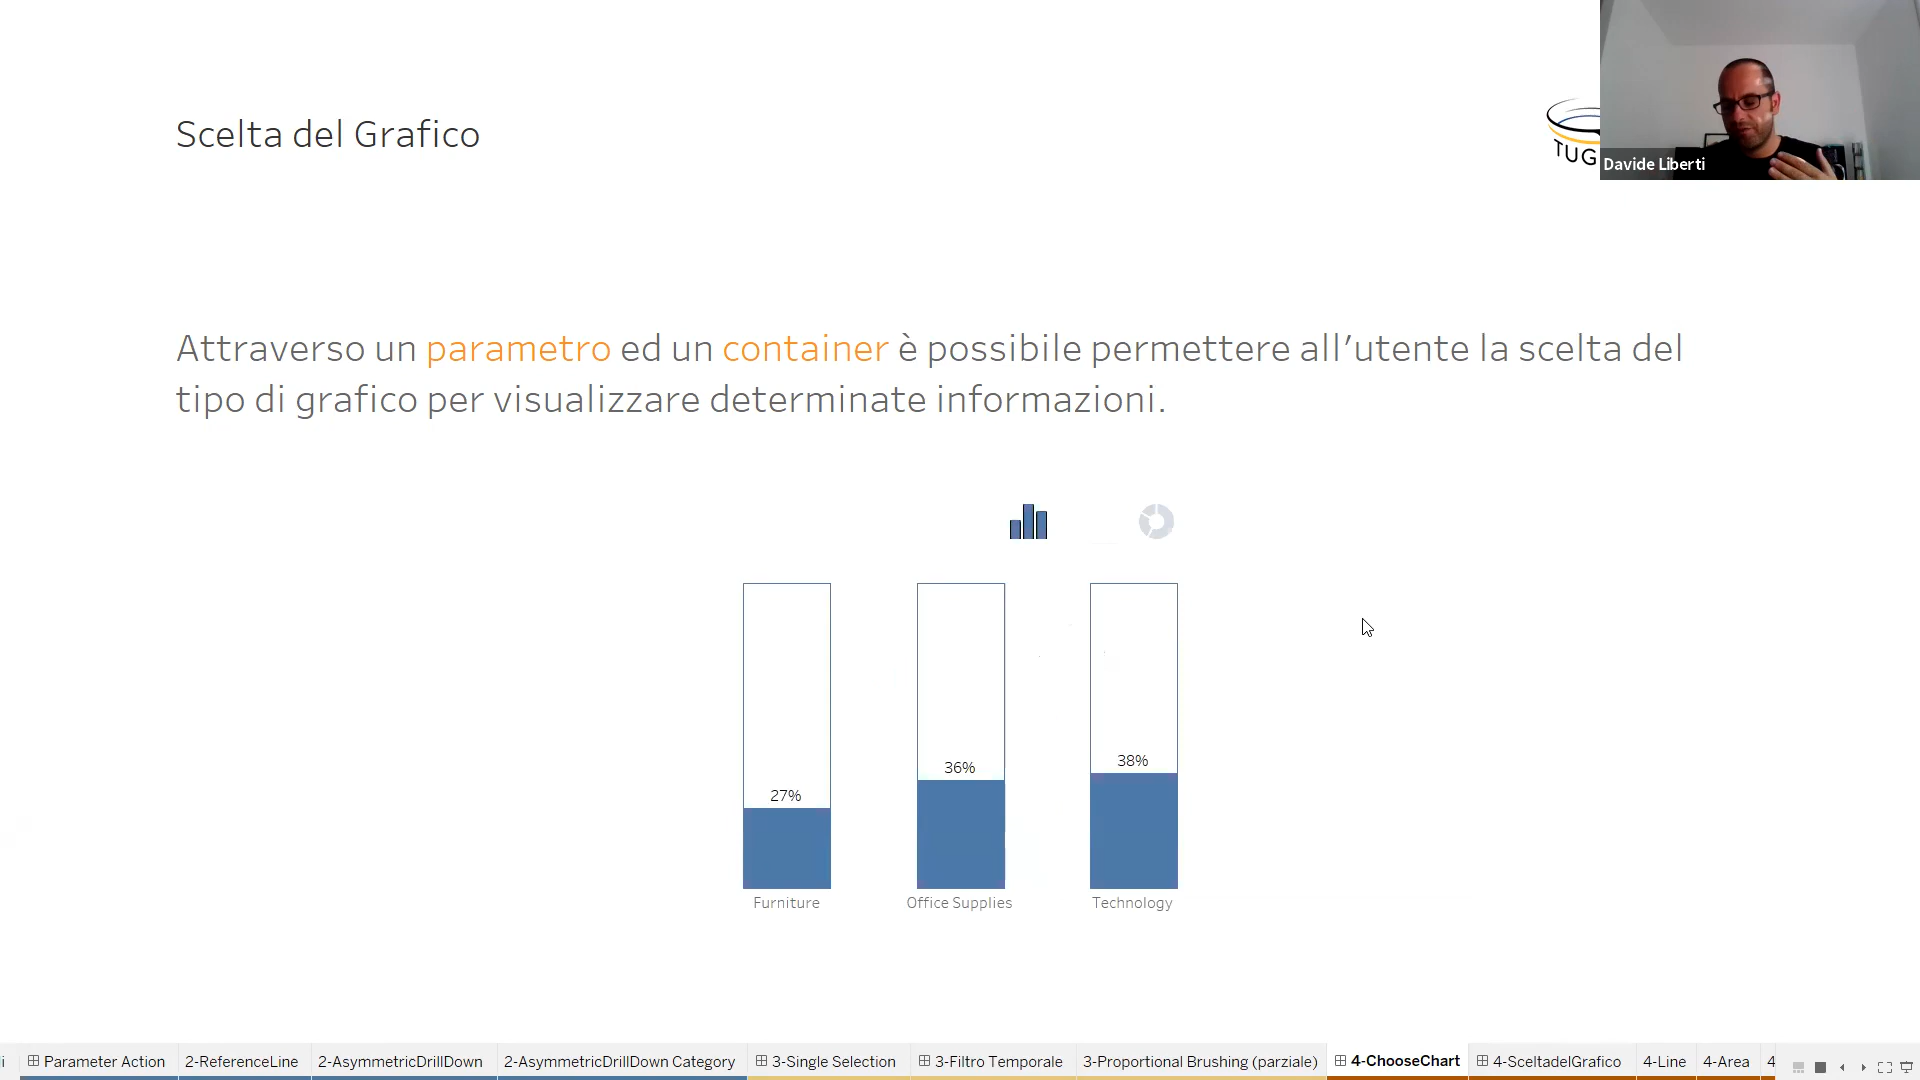 Scelta del Grafico
TUG
Davide Liberti
Attraverso un parametro ed un container è possibile permettere all’utente la scelta del
tipo di grafico per visualizzare determinate informazioni.
27%
36%
38%
Furniture
Office Supplies
Technology
i
Parameter Action
2-ReferenceLine
2-AsymmetricDrillDown
2-AsymmetricDrillDown Category
3-Single Selection
3-Filtro Temporale
3-Proportional Brushing (parziale)
4-ChooseChart
4-SceltadelGrafico
4-Line
4-Area
4